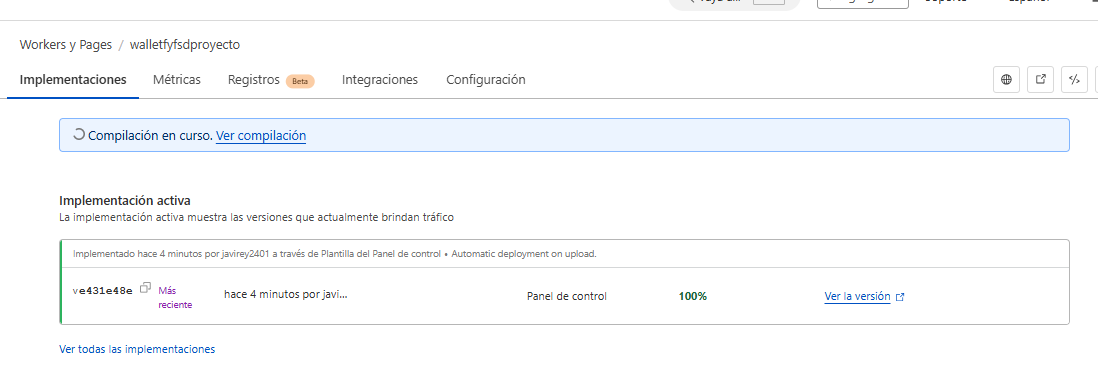 Workers y Pages / walletfyfsdproyecto
Implementaciones Métricas Registros Beta Integraciones Configuración
Compilación en curso. Ver compilación
Implementación activa
La implementación activa muestra las versiones que actualmente brindan tráfico
Implementado hace 4 minutos por javirey2401 a través de Plantilla del Panel de control • Automatic deployment on upload.
ve431e48e Más reciente hace 4 minutos por javi... Panel de control 100% Ver la versión
Ver todas las implementaciones